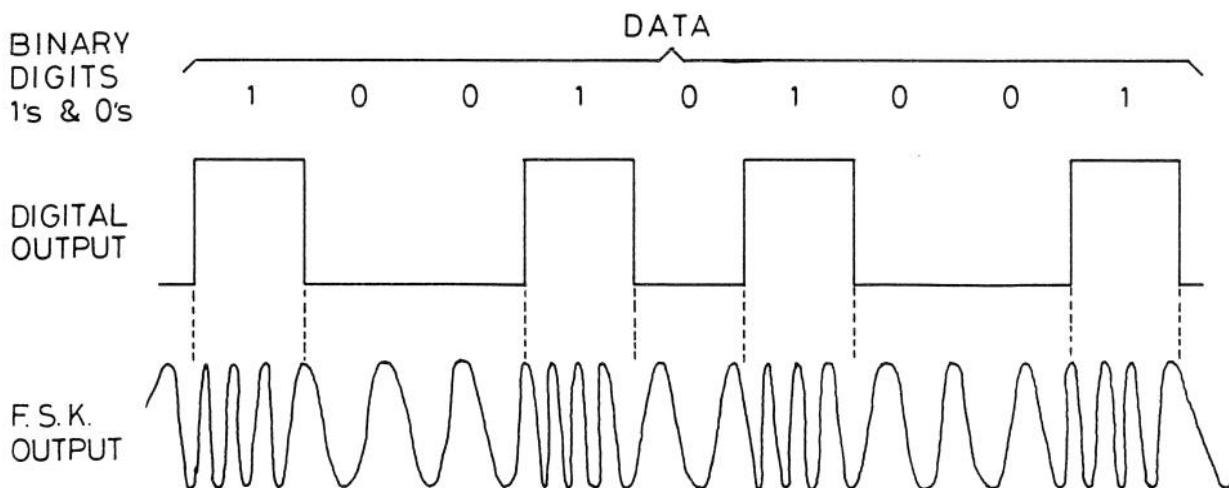 DATA
BINARY
DIGITS
1's & 0's
1 0 0 1 0 1 0 0 1
DIGITAL
OUTPUT
F. S. K.
OUTPUT